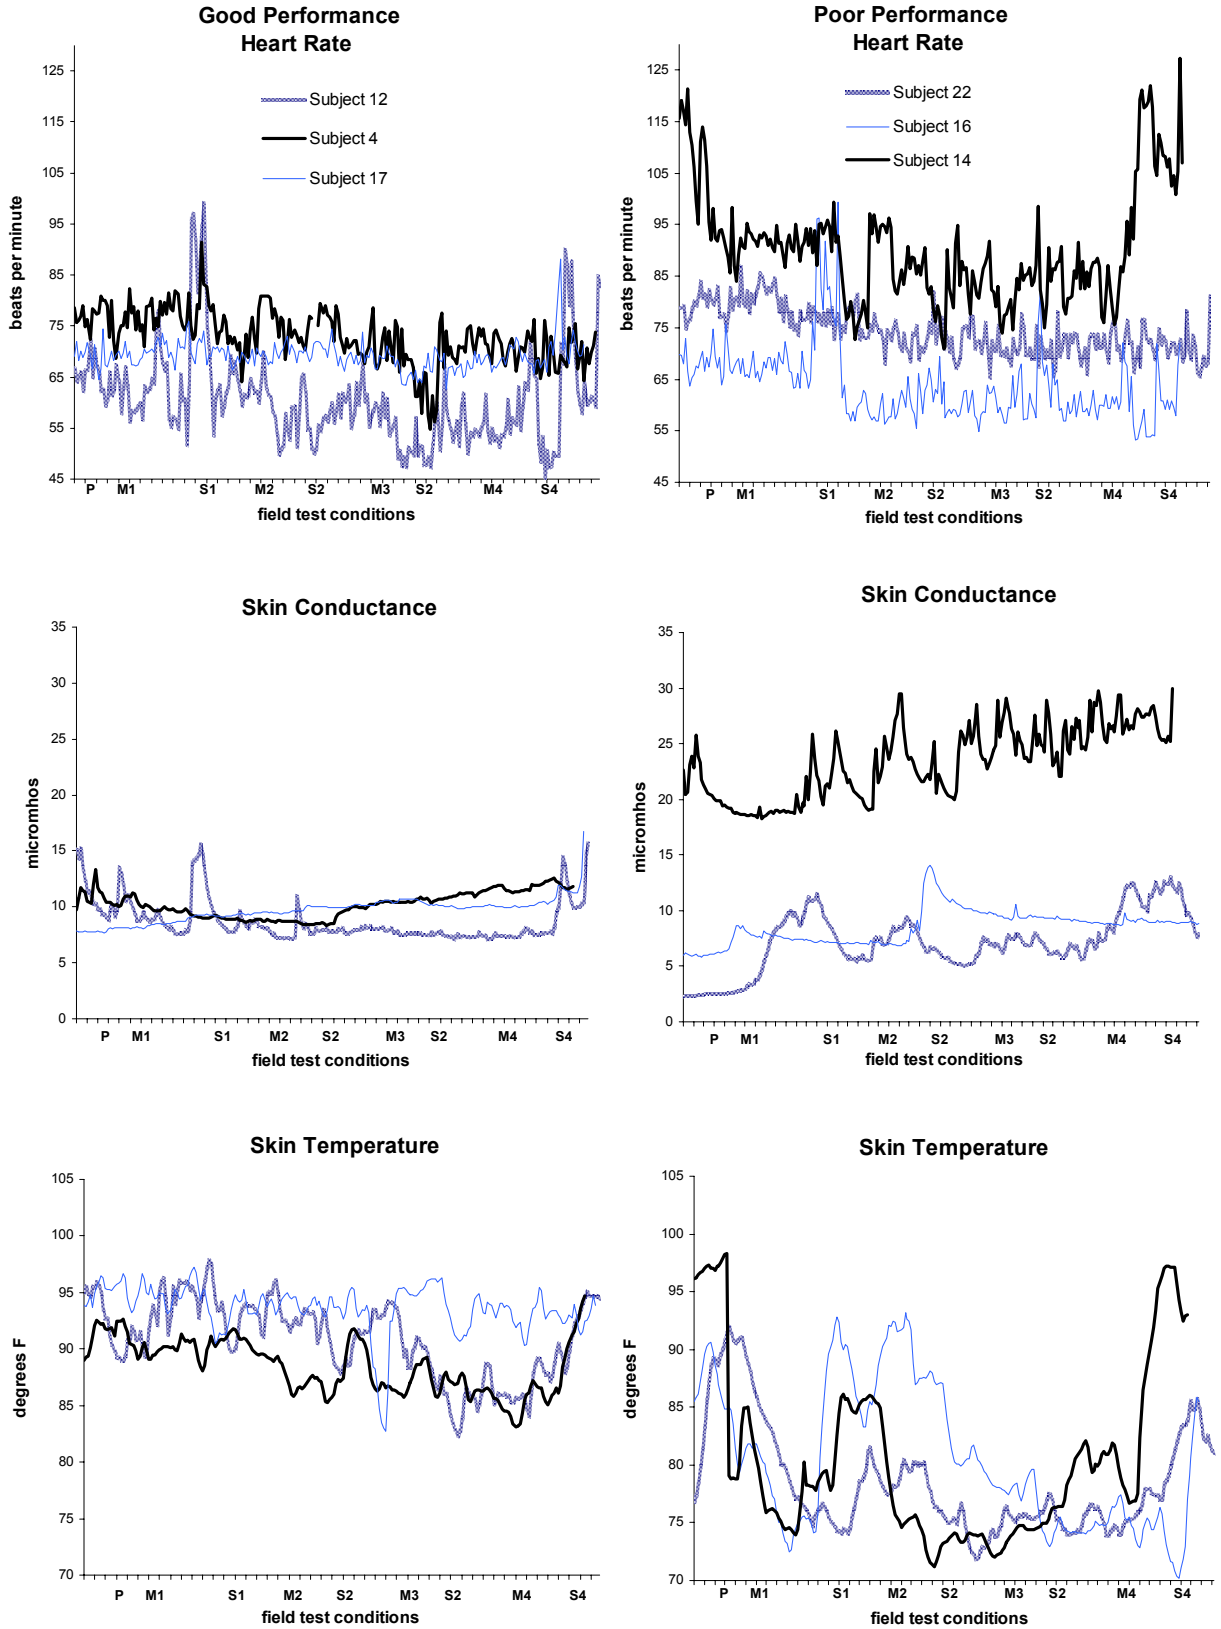 Good Performance
Heart Rate
125
115
105
95
85
75
65
55
45
beats per minute
Subject 12
Subject 4
Subject 17
P M1 S1 M2 S2 M3 S2 M4 S4
field test conditions
Poor Performance
Heart Rate
125
115
105
95
85
75
65
55
45
beats per minute
Subject 22
Subject 16
Subject 14
P M1 S1 M2 S2 M3 S2 M4 S4
field test conditions
Skin Conductance
35
30
25
20
15
10
5
0
micromhos
P M1 S1 M2 S2 M3 S2 M4 S4
field test conditions
Skin Conductance
35
30
25
20
15
10
5
0
micromhos
P M1 S1 M2 S2 M3 S2 M4 S4
field test conditions
Skin Temperature
105
100
95
90
85
80
75
70
degrees F
P M1 S1 M2 S2 M3 S2 M4 S4
field test conditions
Skin Temperature
105
100
95
90
85
80
75
70
degrees F
P M1 S1 M2 S2 M3 S2 M4 S4
field test conditions